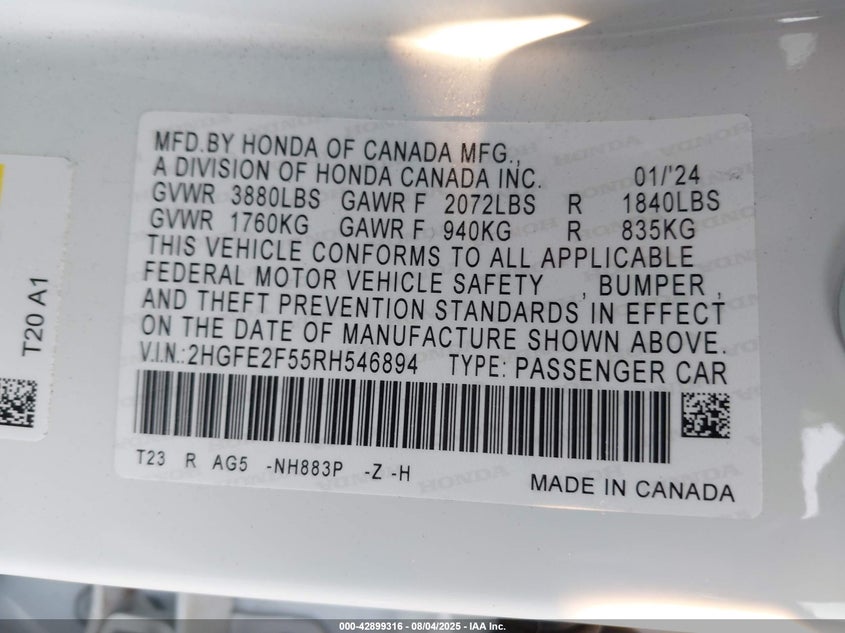 MFD.BY HONDA OF CANADA MFG.,
A DIVISION OF HONDA CANADA INC. 01/'24
GVWR 3880LBS GAWR F 2072LBS R 1840LBS
GVWR 1760KG GAWR F 940KG R 835KG
THIS VEHICLE CONFORMS TO ALL APPLICABLE
FEDERAL MOTOR VEHICLE SAFETY , BUMPER ,
AND THEFT PREVENTION STANDARDS IN EFFECT
ON THE DATE OF MANUFACTURE SHOWN ABOVE.
V.I.N.:2HGFE2F55RH546894 TYPE: PASSENGER CAR
T23 R AG5 -NH883P -Z -H
MADE IN CANADA
T20 A1
000-42899316 - 08/04/2025 - IAA Inc.